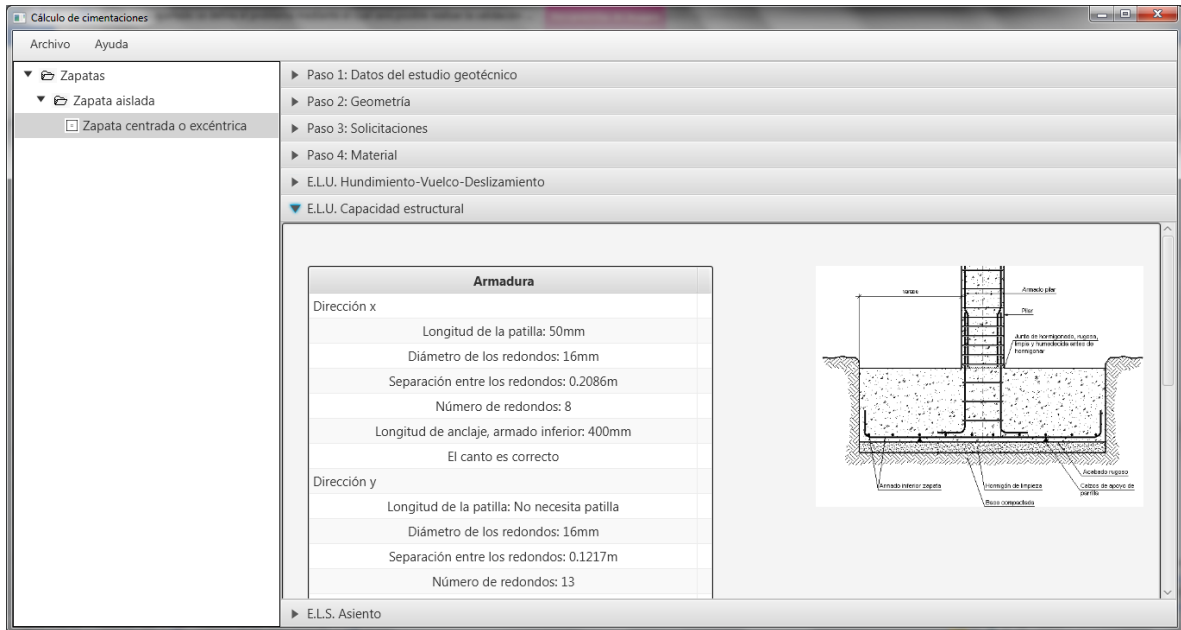 Cálculo de cimentaciones
Archivo Ayuda
Zapatas
Zapata aislada
Zapata centrada o excéntrica
Paso 1: Datos del estudio geotécnico
Paso 2: Geometría
Paso 3: Solicitaciones
Paso 4: Material
E.L.U. Hundimiento-Vuelco-Deslizamiento
E.L.U. Capacidad estructural
Armadura
Dirección x
Longitud de la patilla: 50mm
Diámetro de los redondos: 16mm
Separación entre los redondos: 0.2086m
Número de redondos: 8
Longitud de anclaje, armado inferior: 400mm
El canto es correcto
Dirección y
Longitud de la patilla: No necesita patilla
Diámetro de los redondos: 16mm
Separación entre los redondos: 0.1217m
Número de redondos: 13
Armado pilar
Pilar
Junta de hormigonado, rugosa,
limpia y humedecida antes de
hormigonar
Acabado rugoso
Armado inferior zapata
Hormigón de limpieza
Calzos de apoyo de
parrilla
Base compactada
E.L.S. Asiento